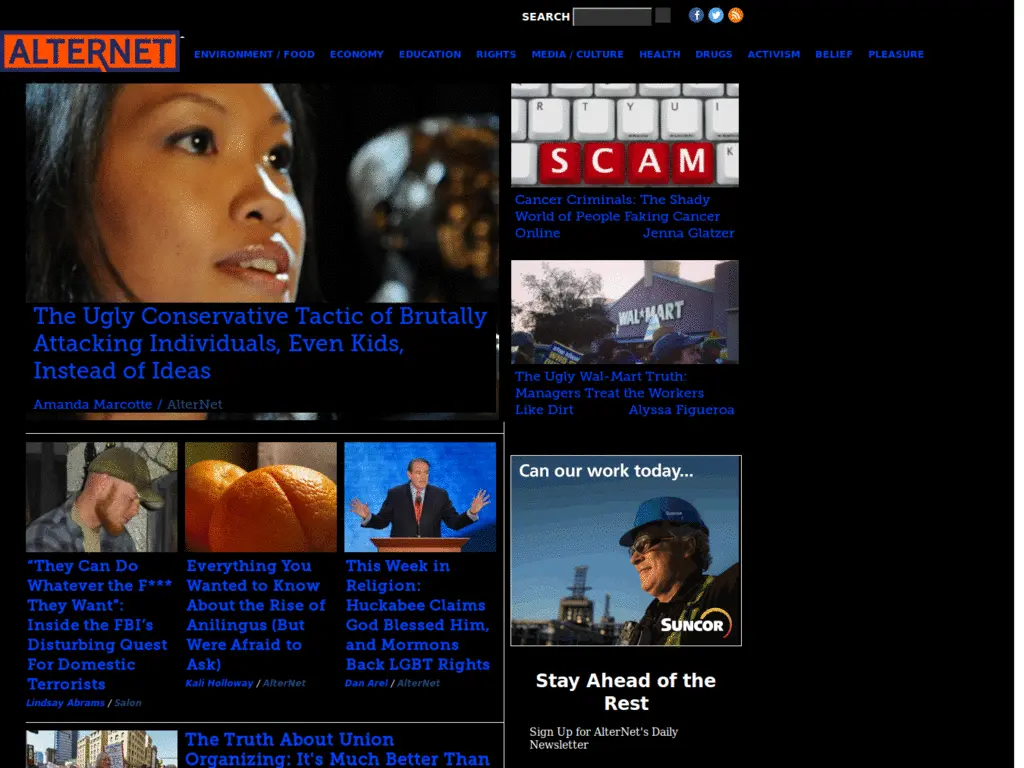 SEARCH
ALTERNET
ENVIRONMENT / FOOD ECONOMY EDUCATION RIGHTS MEDIA / CULTURE HEALTH DRUGS ACTIVISM BELIEF PLEASURE
The Ugly Conservative Tactic of Brutally
Attacking Individuals, Even Kids,
Instead of Ideas
Amanda Marcotte / AlterNet
R T Y U I
S C A M K
Cancer Criminals: The Shady
World of People Faking Cancer
Online Jenna Glatzer
WAL*MART
The Ugly Wal-Mart Truth:
Managers Treat the Workers
Like Dirt Alyssa Figueroa
"They Can Do
Whatever the F***
They Want":
Inside the FBI's
Disturbing Quest
For Domestic
Terrorists
Lindsay Abrams / Salon
Everything You
Wanted to Know
About the Rise of
Anilingus (But
Were Afraid to
Ask)
Kali Holloway / AlterNet
This Week in
Religion:
Huckabee Claims
God Blessed Him,
and Mormons
Back LGBT Rights
Dan Arel / AlterNet
Can our work today...
SUNCOR
Stay Ahead of the
Rest
Sign Up for AlterNet's Daily
Newsletter
The Truth About Union
Organizing: It's Much Better Than